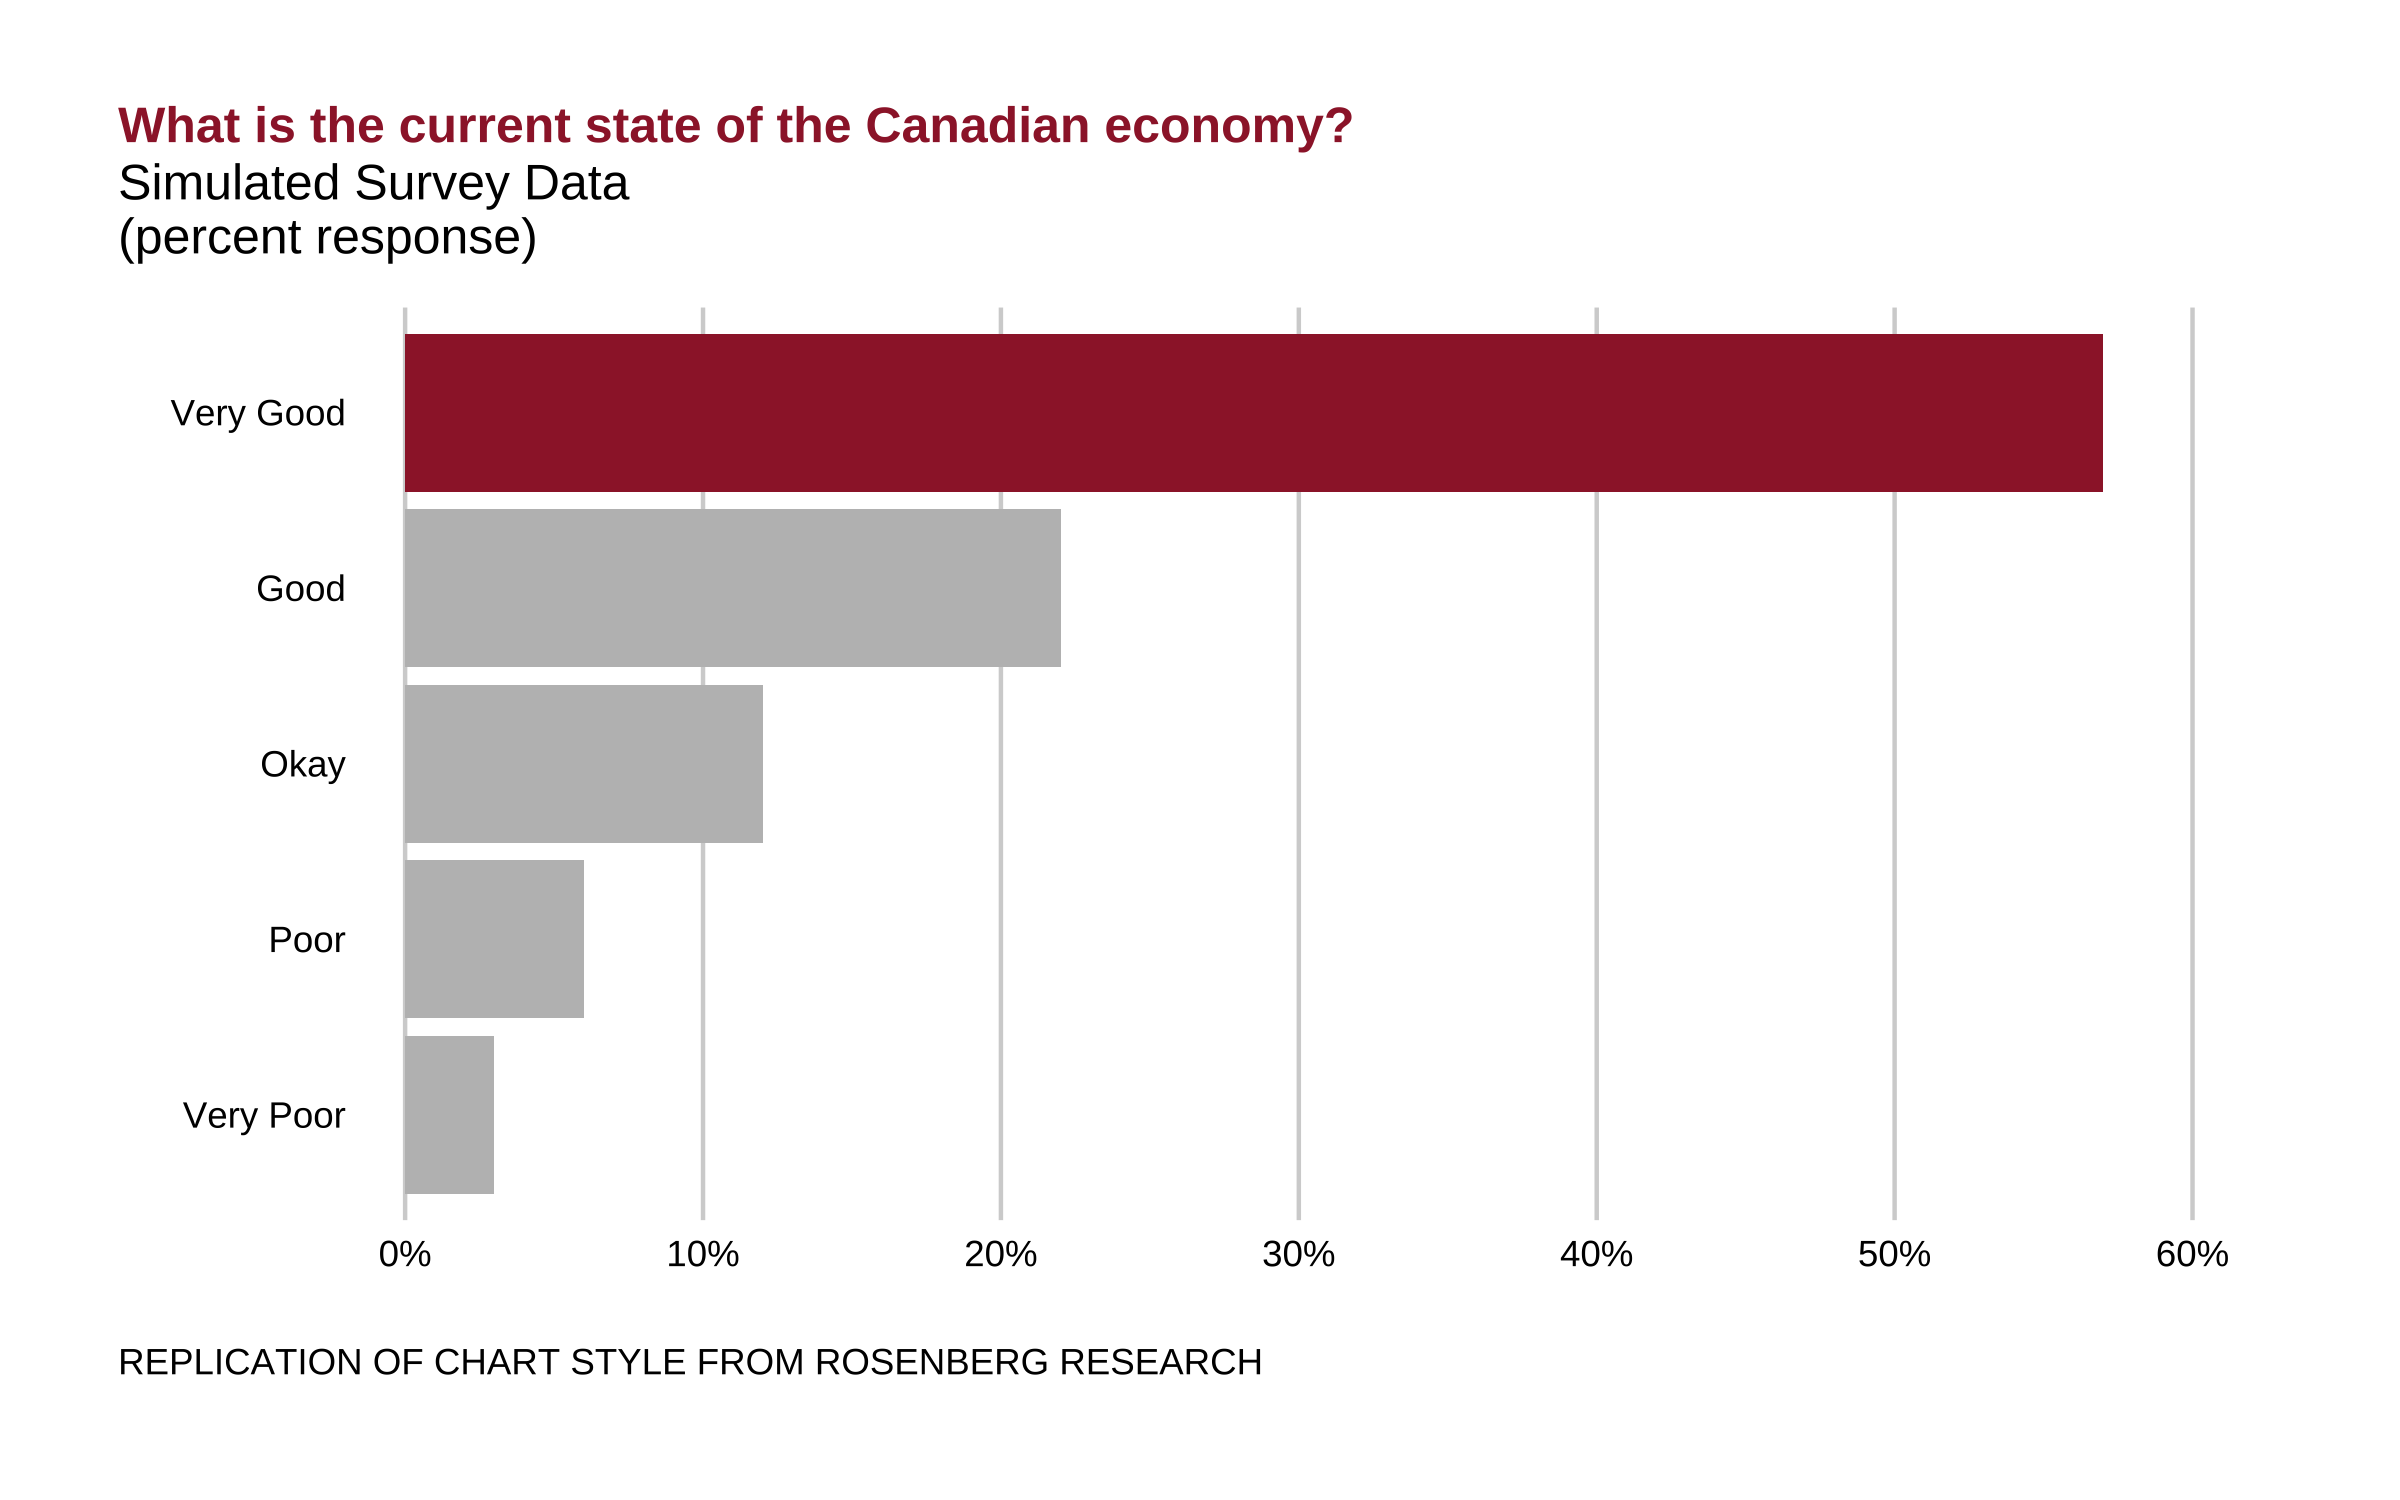 What is the current state of the Canadian economy?
Simulated Survey Data
(percent response)
Very Good
Good
Okay
Poor
Very Poor
0% 10% 20% 30% 40% 50% 60%
REPLICATION OF CHART STYLE FROM ROSENBERG RESEARCH